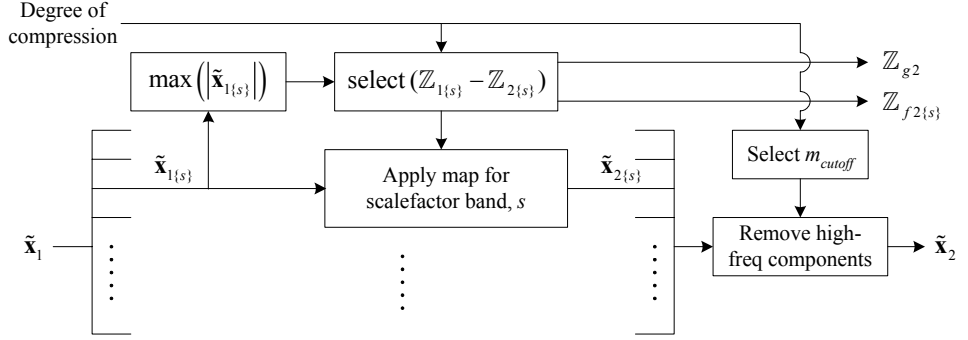 Degree of
compression
max(|x̃₁{s}|)
select(ℤ₁{s} − ℤ₂{s})
ℤg2
ℤf2{s}
Select m_cutoff
x̃₁{s}
Apply map for
scalefactor band, s
x̃₂{s}
x̃₁
Remove high-
freq components
x̃₂